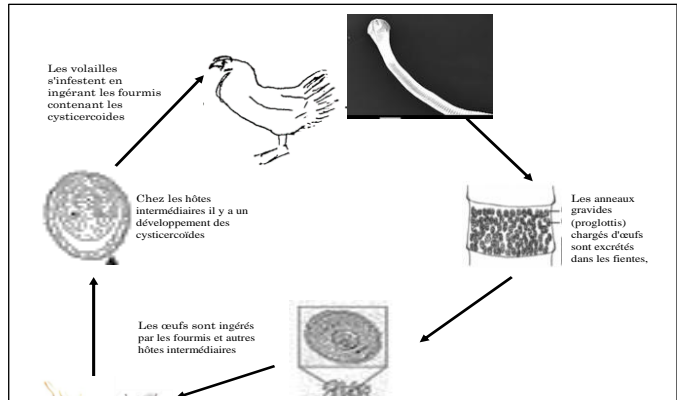 Les volailles
s'infestent en
ingérant les fourmis
contenant les
cysticercoides
Chez les hôtes
intermédiaires il y a un
développement des
cysticercoïdes
Les anneaux
gravides
(proglottis)
chargés d'œufs
sont excrétés
dans les fientes,
Les œufs sont ingérés
par les fourmis et autres
hôtes intermédiaires